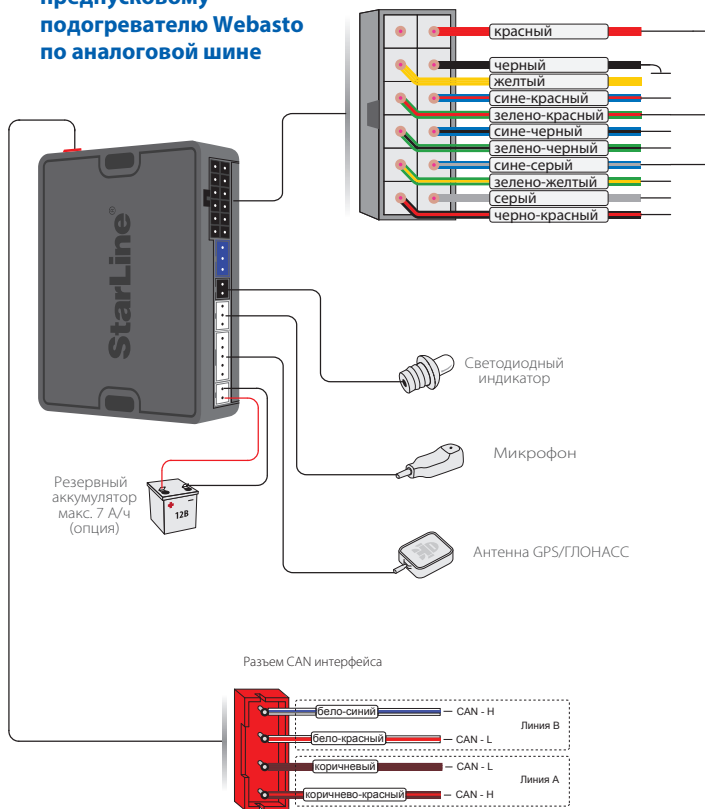 предпусковому
подогревателю Webasto
по аналоговой шине
красный
черный
желтый
сине-красный
зелено-красный
сине-черный
зелено-черный
сине-серый
зелено-желтый
серый
черно-красный
StarLine®
Светодиодный
индикатор
Микрофон
Резервный
аккумулятор
макс. 7 А/ч
(опция)
12В
Антенна GPS/ГЛОНАСС
Разъем CAN интерфейса
бело-синий
CAN - H
Линия B
бело-красный
CAN - L
коричневый
CAN - L
Линия A
коричнево-красный
CAN - H